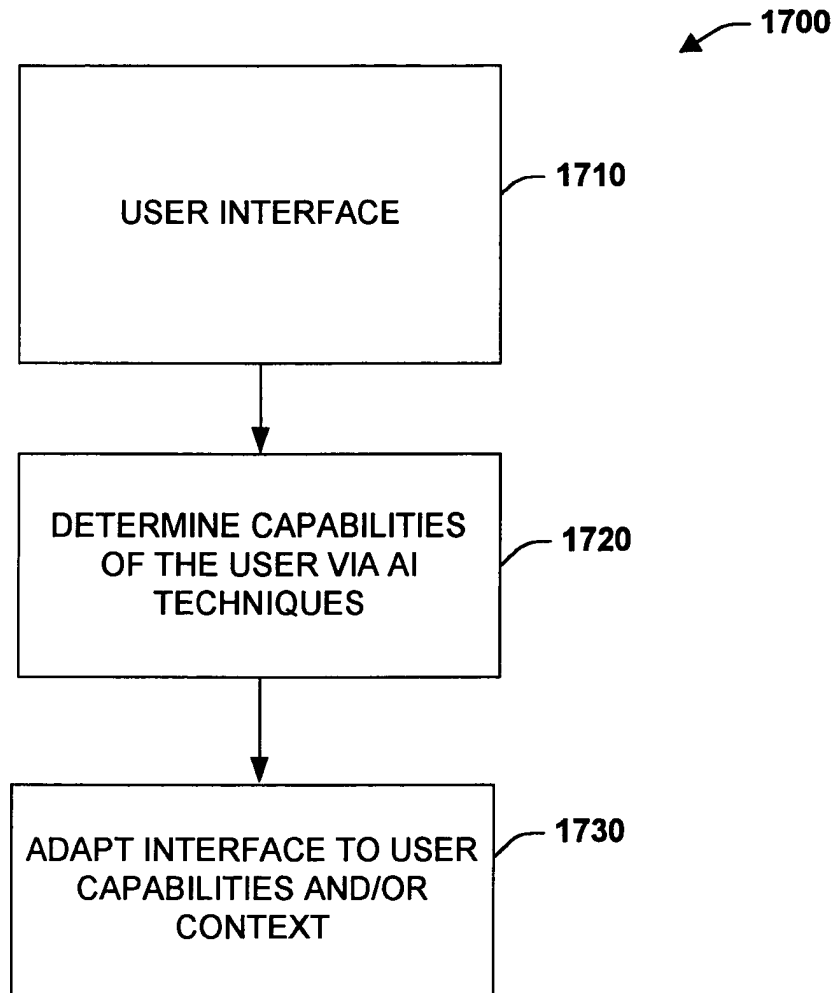 1700
USER INTERFACE
1710
DETERMINE CAPABILITIES
OF THE USER VIA AI
TECHNIQUES
1720
ADAPT INTERFACE TO USER
CAPABILITIES AND/OR
CONTEXT
1730